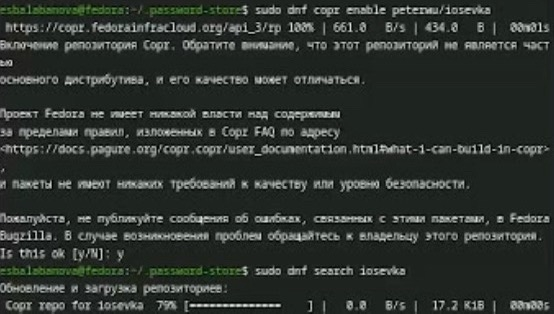 esbalabanova@fedora:~/.password-store$ sudo dnf copr enable peterwu/iosevka
https://copr.fedorainfracloud.org/api_3/rp 100% | 661.0 B/s | 434.0 B | 00m01s
Включение репозитория Copr. Обратите внимание, что этот репозиторий не является част
ью
основного дистрибутива, и его качество может отличаться.
Проект Fedora не имеет никакой власти над содержимым
за пределами правил, изложенных в Copr FAQ по адресу
<https://docs.pagure.org/copr.copr/user_documentation.html#what-i-can-build-in-copr>
,
и пакеты не имеют никаких требований к качеству или уровню безопасности.
Пожалуйста, не публикуйте сообщения об ошибках, связанных с этими пакетами, в Fedora
Bugzilla. В случае возникновения проблем обращайтесь к владельцу этого репозитория.
Is this ok [y/N]: y
esbalabanova@fedora:~/.password-store$ sudo dnf search iosevka
Обновление и загрузка репозиториев:
Copr repo for iosevka 79% [=============== ] | 0.0 B/s | 17.2 KiB | 00m00s